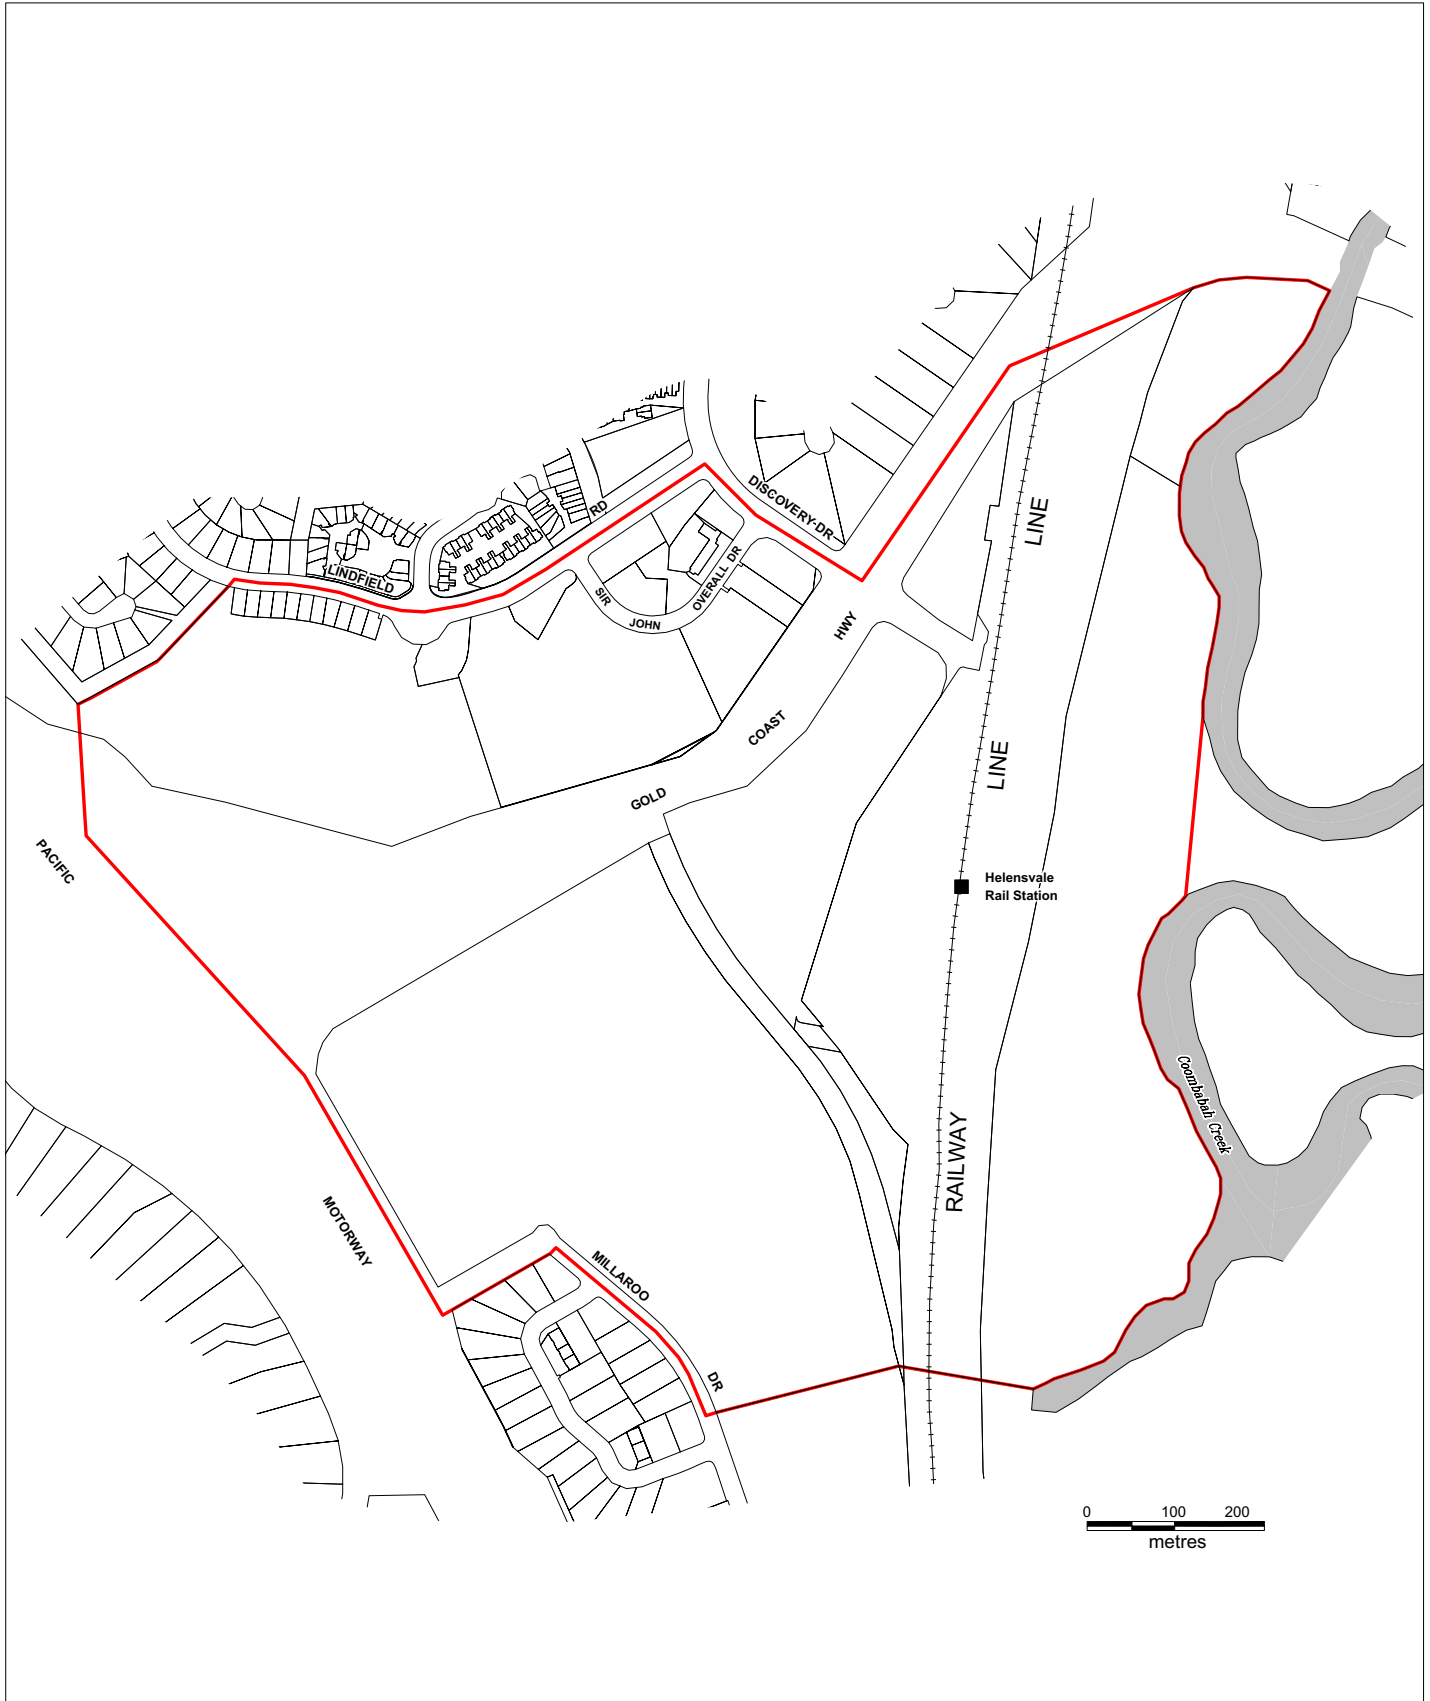 LINE
RD
DISCOVERY DR
LINDFIELD
OVERALL DR
SIR
JOHN
HWY
COAST
GOLD
LINE
PACIFIC
Helensvale
Rail Station
Coombabah Creek
RAILWAY
MOTORWAY
MILLAROO
DR
0 100 200
metres